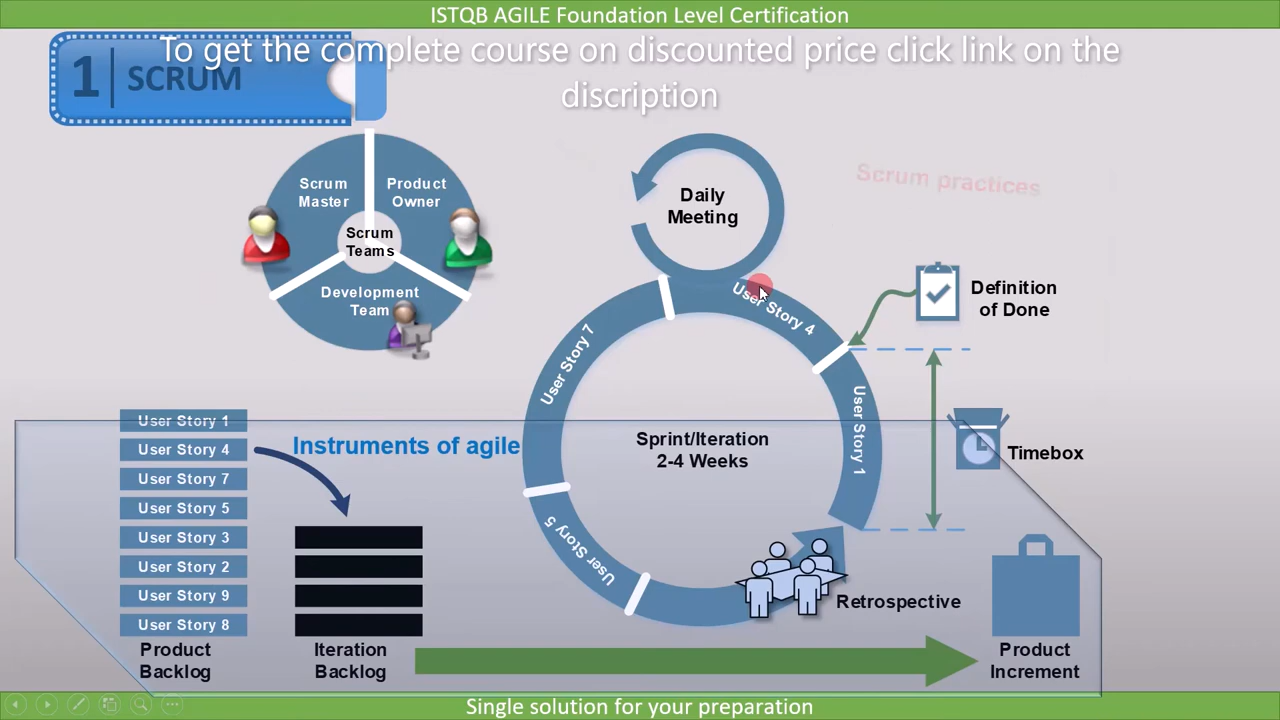 ISTQB AGILE Foundation Level Certification
To get the complete course on discounted price click link on the
discription
1 SCRUM
Scrum
Master
Product
Owner
Scrum
Teams
Development
Team
Daily
Meeting
Scrum practices
Definition
of Done
User Story 4
User Story 7
User Story 1
User Story 5
Sprint/Iteration
2-4 Weeks
Timebox
Instruments of agile
User Story 1
User Story 4
User Story 7
User Story 5
User Story 3
User Story 2
User Story 9
User Story 8
Product
Backlog
Iteration
Backlog
Retrospective
Product
Increment
Single solution for your preparation